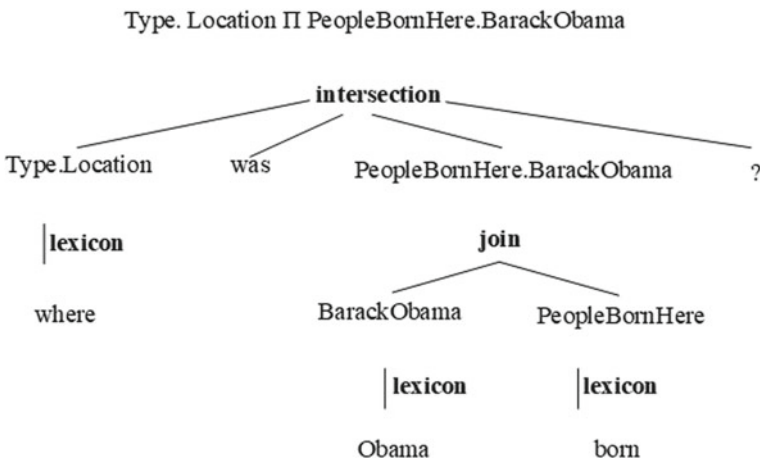 Type. Location Π PeopleBornHere.BarackObama
intersection
Type.Location was PeopleBornHere.BarackObama ?
lexicon join
where BarackObama PeopleBornHere
lexicon lexicon
Obama born